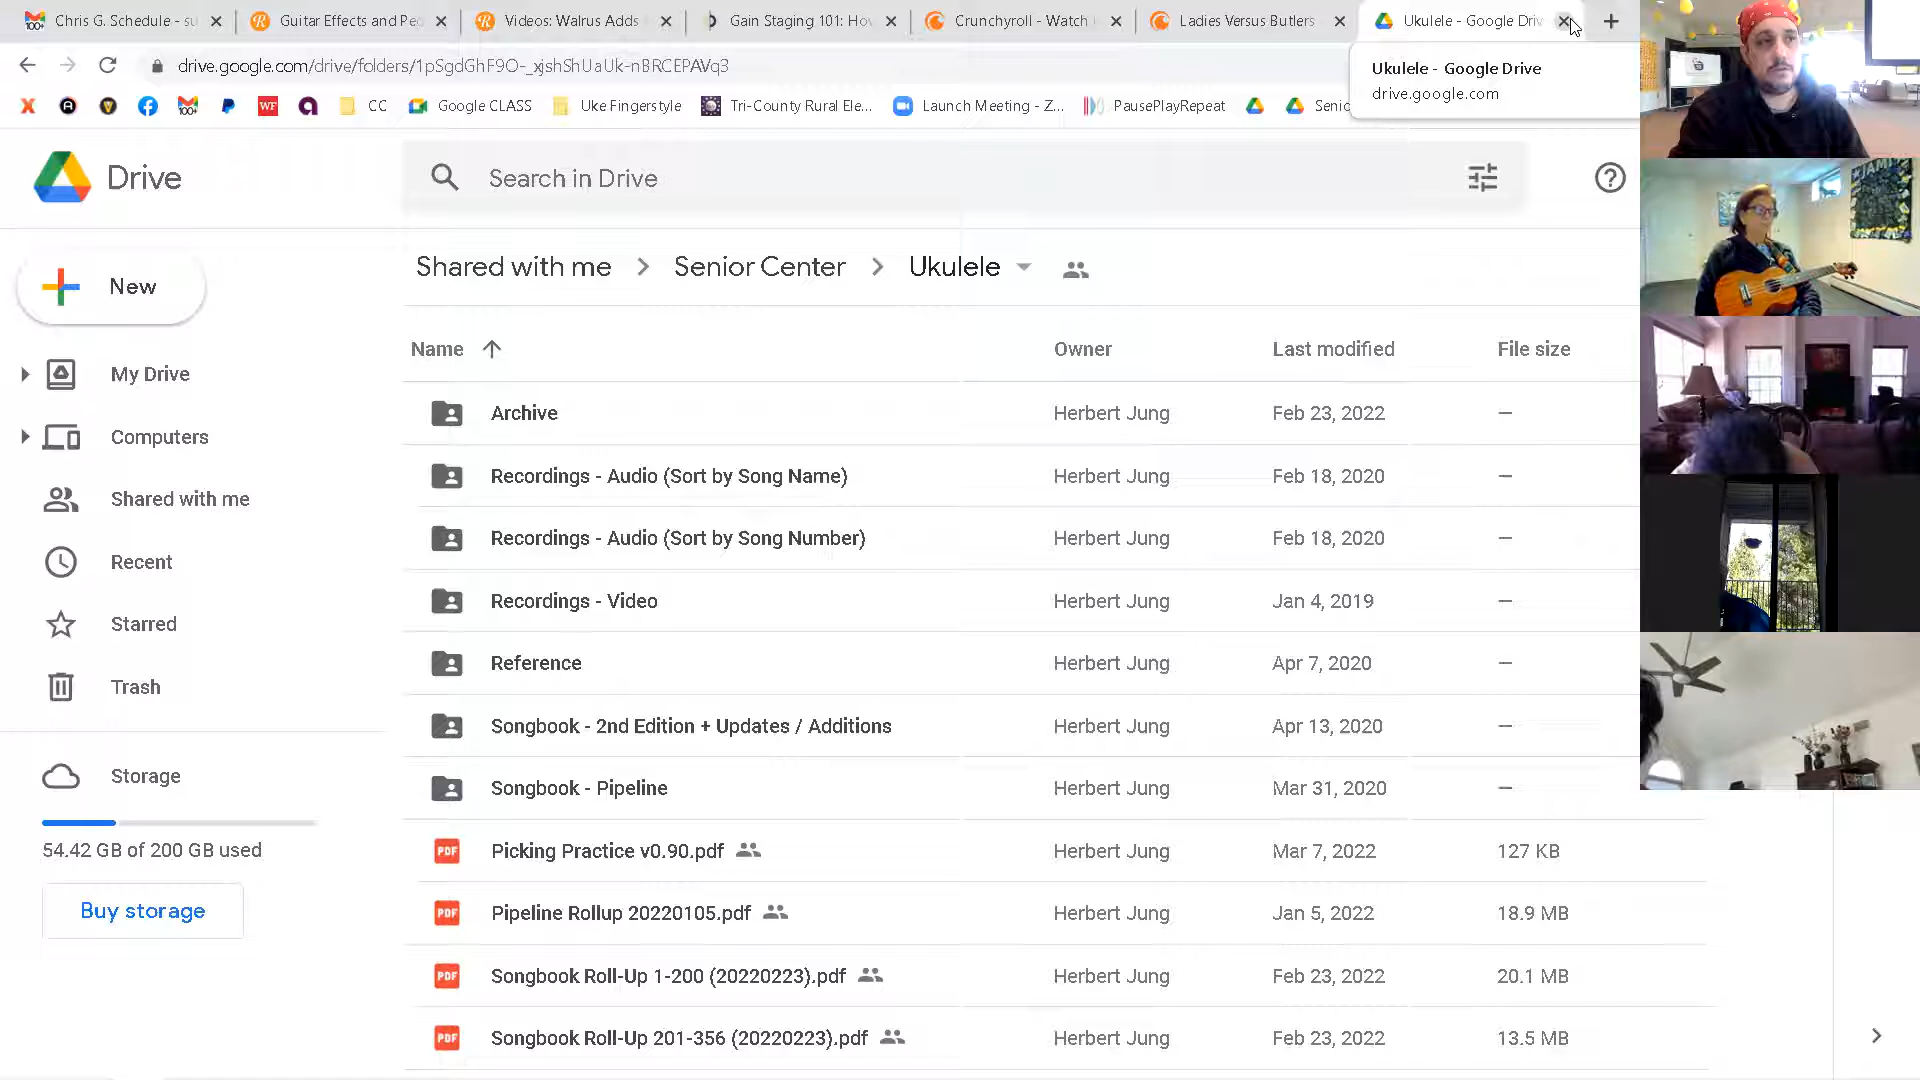 Chris G. Schedule - su
Guitar Effects and Ped
Videos: Walrus Adds
Gain Staging 101: Hov
Crunchyroll - Watch
Ladies Versus Butlers
Ukulele - Google Driv
drive.google.com/drive/folders/1pSgdGhF9O-_xjshShUaUk-nBRCEPAVq3
Ukulele - Google Drive
drive.google.com
WF
CC
Google CLASS
Uke Fingerstyle
Tri-County Rural Ele...
Launch Meeting - Z...
PausePlayRepeat
Senio
Drive
Search in Drive
New
Shared with me > Senior Center > Ukulele
Name
Owner
Last modified
File size
My Drive
Computers
Shared with me
Recent
Starred
Trash
Storage
54.42 GB of 200 GB used
Buy storage
Archive Herbert Jung Feb 23, 2022 —
Recordings - Audio (Sort by Song Name) Herbert Jung Feb 18, 2020 —
Recordings - Audio (Sort by Song Number) Herbert Jung Feb 18, 2020 —
Recordings - Video Herbert Jung Jan 4, 2019 —
Reference Herbert Jung Apr 7, 2020 —
Songbook - 2nd Edition + Updates / Additions Herbert Jung Apr 13, 2020 —
Songbook - Pipeline Herbert Jung Mar 31, 2020 —
PDF Picking Practice v0.90.pdf Herbert Jung Mar 7, 2022 127 KB
PDF Pipeline Rollup 20220105.pdf Herbert Jung Jan 5, 2022 18.9 MB
PDF Songbook Roll-Up 1-200 (20220223).pdf Herbert Jung Feb 23, 2022 20.1 MB
PDF Songbook Roll-Up 201-356 (20220223).pdf Herbert Jung Feb 23, 2022 13.5 MB
JAM